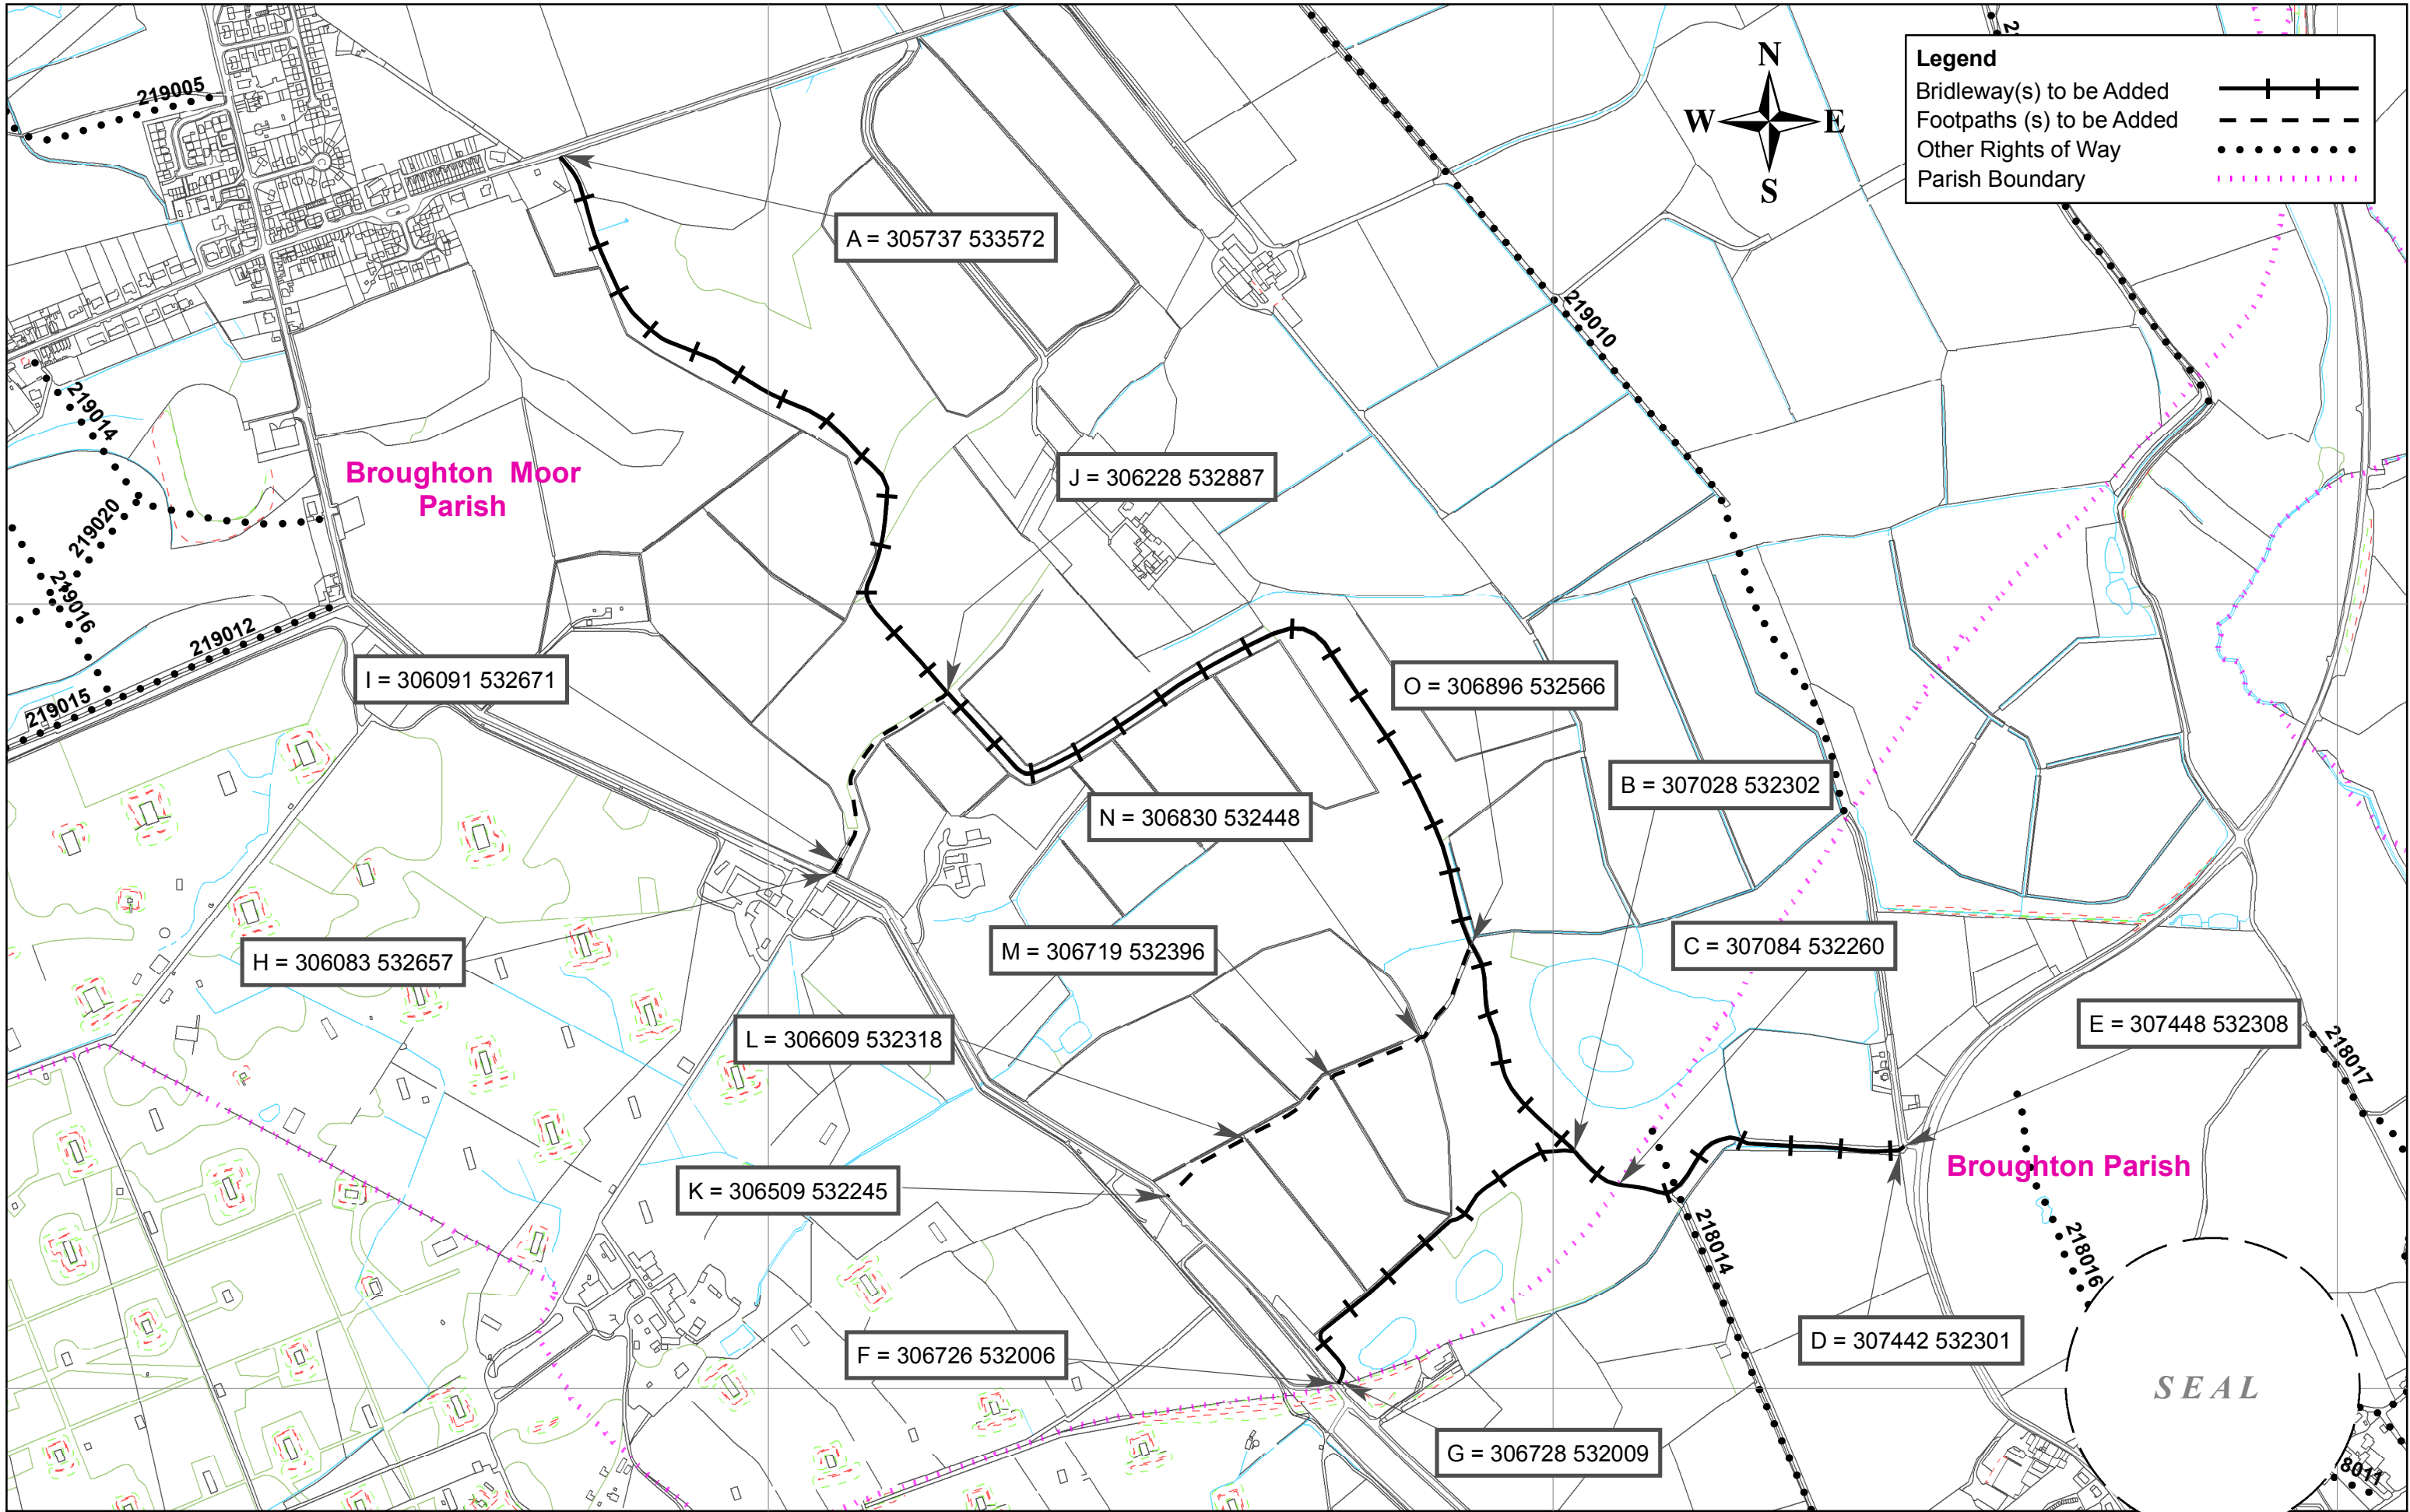 219005
N
W E
S
Legend
Bridleway(s) to be Added
Footpaths (s) to be Added
Other Rights of Way
Parish Boundary
A = 305737 533572
219010
219014
Broughton Moor
Parish
J = 306228 532887
219020
219016
219012
219015
I = 306091 532671
O = 306896 532566
B = 307028 532302
N = 306830 532448
M = 306719 532396
C = 307084 532260
H = 306083 532657
L = 306609 532318
E = 307448 532308
218017
K = 306509 532245
Broughton Parish
218014
218016
F = 306726 532006
D = 307442 532301
SEAL
G = 306728 532009
8011